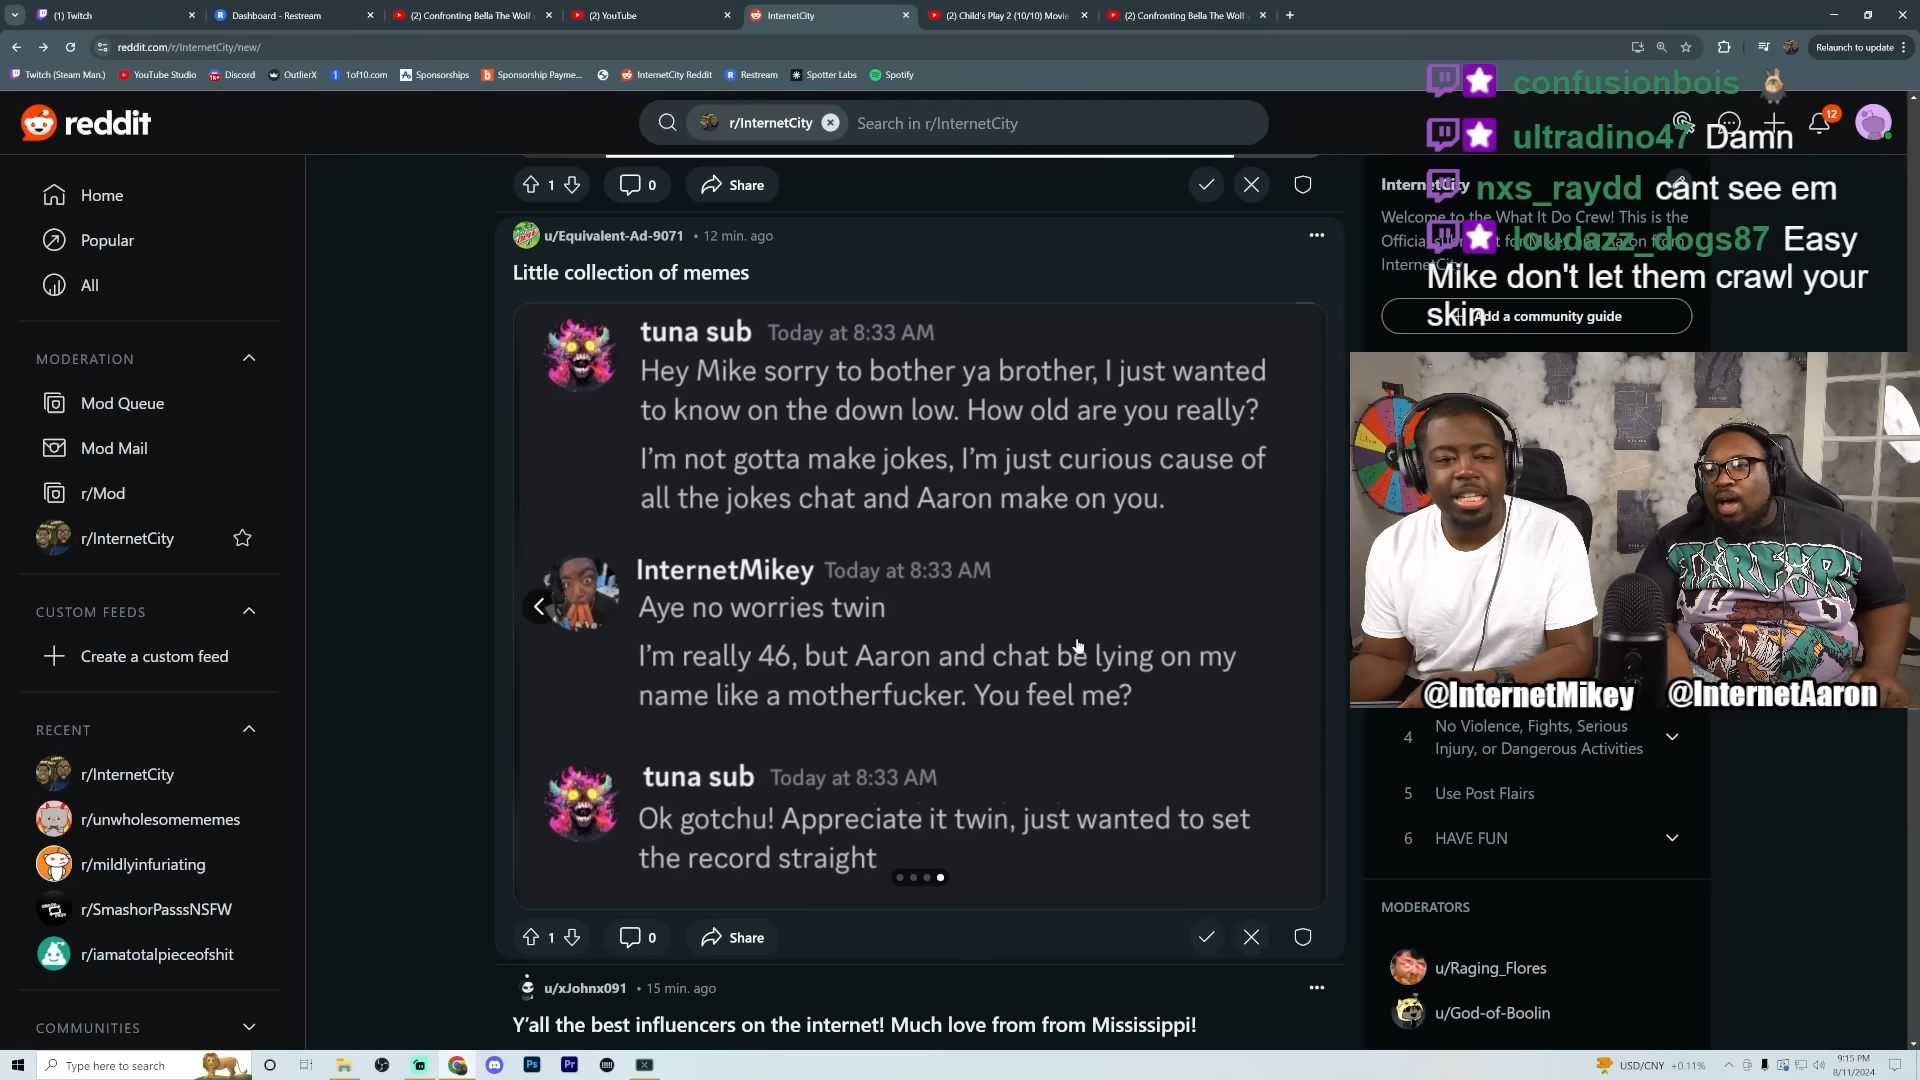 (1) Twitch
Dashboard - Restream
(2) Confronting Bella The Wolf
(2) YouTube
InternetCity
(2) Child's Play 2 (10/10) Movie
(2) Confronting Bella The Wolf
reddit.com/r/InternetCity/new/
Relaunch to update
Twitch (Steam Man.)
YouTube Studio
Discord
OutlierX
1of10.com
Sponsorships
Sponsorship Payme...
InternetCity Reddit
Restream
Spotter Labs
Spotify
reddit
r/InternetCity
Search in r/InternetCity
12
confusionbois
ultradino47 Damn
nxs_raydd cant see em
loudazz_dogs87 Easy
Mike don't let them crawl your
skin
Home
Popular
All
MODERATION
Mod Queue
Mod Mail
r/Mod
r/InternetCity
CUSTOM FEEDS
Create a custom feed
RECENT
r/InternetCity
r/unwholesomememes
r/mildlyinfuriating
r/SmashorPasssNSFW
r/iamatotalpieceofshit
COMMUNITIES
1
0
Share
u/Equivalent-Ad-9071 • 12 min. ago
Little collection of memes
tuna sub Today at 8:33 AM
Hey Mike sorry to bother ya brother, I just wanted
to know on the down low. How old are you really?
I'm not gotta make jokes, I'm just curious cause of
all the jokes chat and Aaron make on you.
InternetMikey Today at 8:33 AM
Aye no worries twin
I'm really 46, but Aaron and chat be lying on my
name like a motherfucker. You feel me?
tuna sub Today at 8:33 AM
Ok gotchu! Appreciate it twin, just wanted to set
the record straight
1
0
Share
u/xJohnx091 • 15 min. ago
Y'all the best influencers on the internet! Much love from from Mississippi!
InternetCity
Welcome to the What It Do Crew! This is the
Official for Mikey and Aaron from
InternetCity
Add a community guide
@InternetMikey
@InternetAaron
4 No Violence, Fights, Serious
Injury, or Dangerous Activities
5 Use Post Flairs
6 HAVE FUN
MODERATORS
u/Raging_Flores
u/God-of-Boolin
Type here to search
USD/CNY +0.11%
9:15 PM
8/11/2024